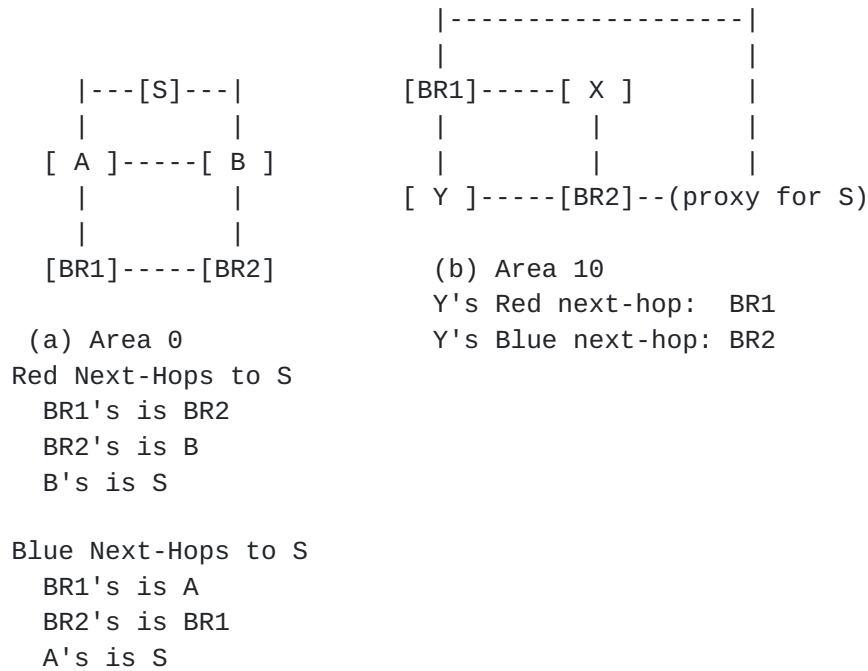 |-------------------|
|                   |
|---[S]---|          [BR1]-----[ X ]       |
|         |            |         |         |
[ A ]-----[ B ]          |         |         |
|         |          [ Y ]-----[BR2]--(proxy for S)
|         |
[BR1]-----[BR2]          (b) Area 10
Y's Red next-hop:  BR1
(a) Area 0              Y's Blue next-hop: BR2
Red Next-Hops to S
BR1's is BR2
BR2's is B
B's is S
Blue Next-Hops to S
BR1's is A
BR2's is BR1
A's is S